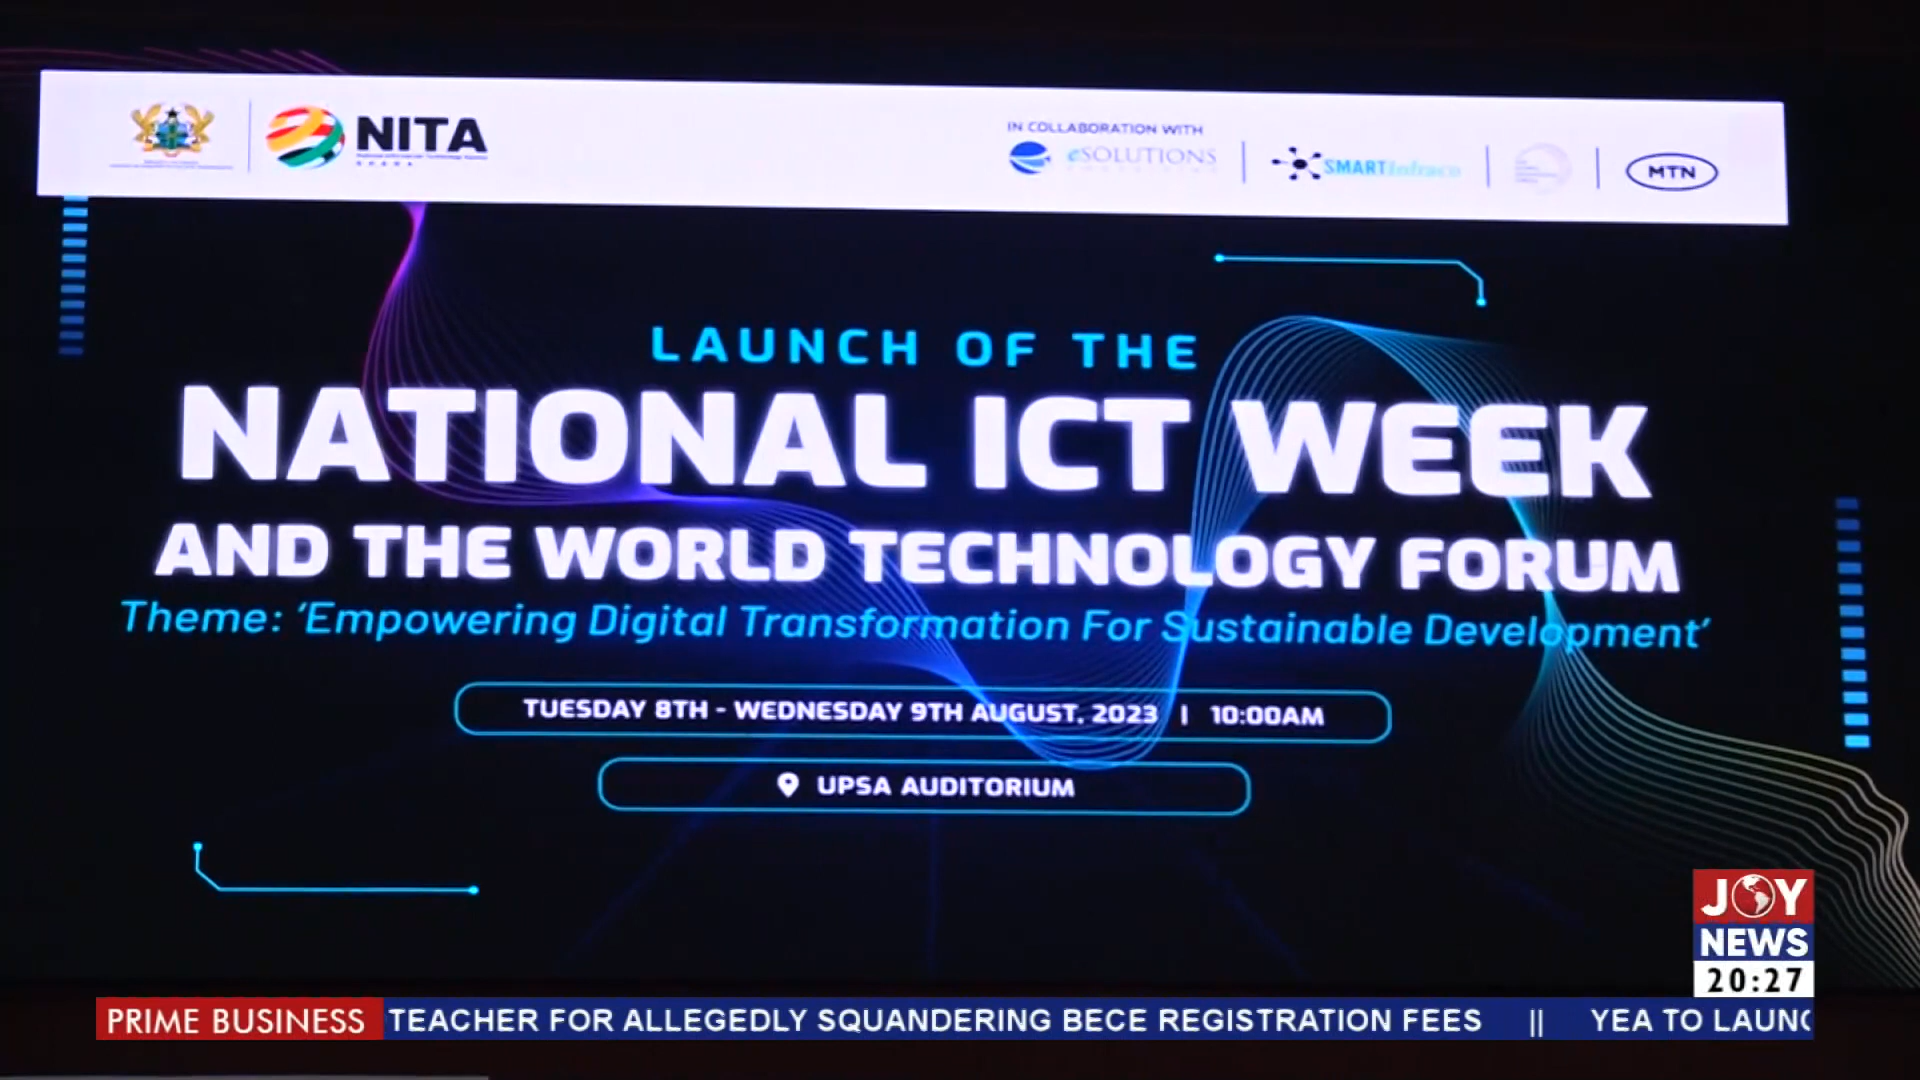 NITA
IN COLLABORATION WITH
eSOLUTIONS
SMARTInfraco
MTN
LAUNCH OF THE
NATIONAL ICT WEEK
AND THE WORLD TECHNOLOGY FORUM
Theme: ‘Empowering Digital Transformation For Sustainable Development’
TUESDAY 8TH - WEDNESDAY 9TH AUGUST, 2023 | 10:00AM
UPSA AUDITORIUM
JOY
NEWS
20:27
PRIME BUSINESS TEACHER FOR ALLEGEDLY SQUANDERING BECE REGISTRATION FEES || YEA TO LAUNC